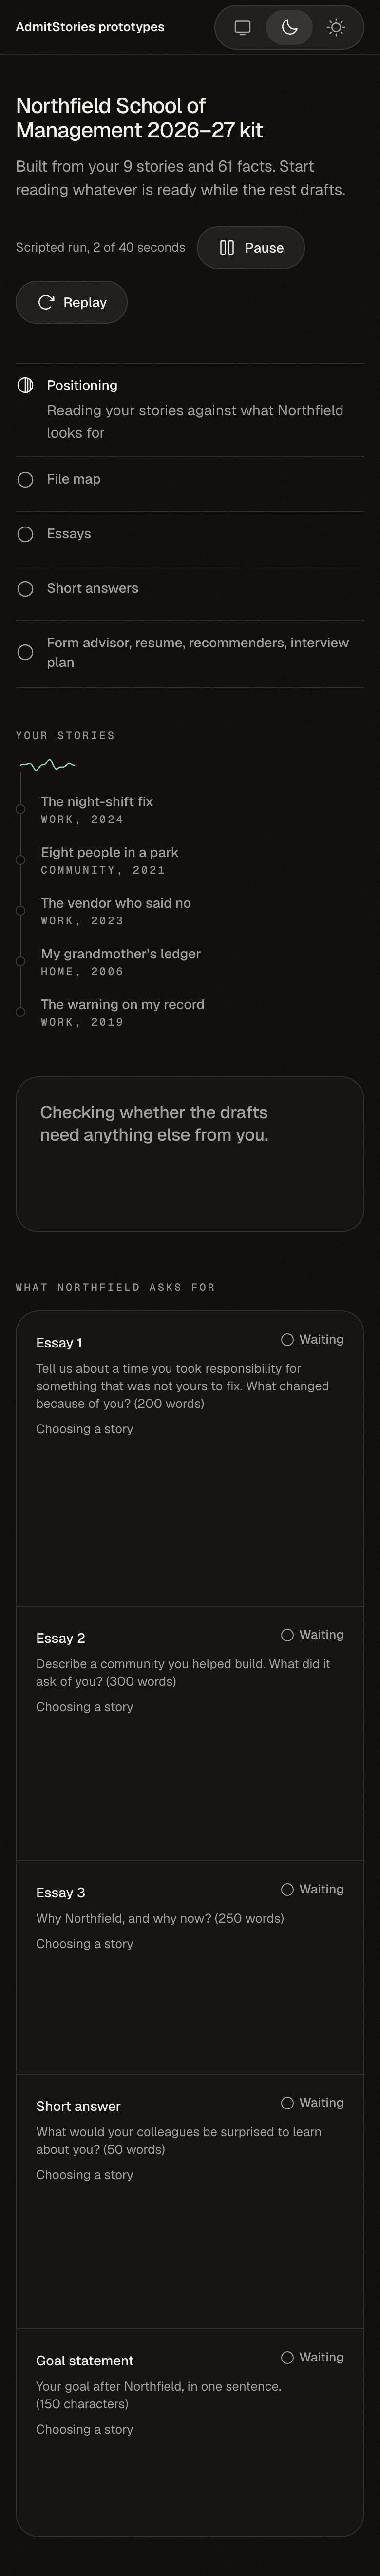 AdmitStories prototypes
Northfield School of
Management 2026–27 kit
Built from your 9 stories and 61 facts. Start
reading whatever is ready while the rest drafts.
Scripted run, 2 of 40 seconds
Pause
Replay
Positioning
Reading your stories against what Northfield
looks for
File map
Essays
Short answers
Form advisor, resume, recommenders, interview
plan
YOUR STORIES
The night-shift fix
WORK, 2024
Eight people in a park
COMMUNITY, 2021
The vendor who said no
WORK, 2023
My grandmother's ledger
HOME, 2006
The warning on my record
WORK, 2019
Checking whether the drafts
need anything else from you.
WHAT NORTHFIELD ASKS FOR
Essay 1
Waiting
Tell us about a time you took responsibility for
something that was not yours to fix. What changed
because of you? (200 words)
Choosing a story
Essay 2
Waiting
Describe a community you helped build. What did it
ask of you? (300 words)
Choosing a story
Essay 3
Waiting
Why Northfield, and why now? (250 words)
Choosing a story
Short answer
Waiting
What would your colleagues be surprised to learn
about you? (50 words)
Choosing a story
Goal statement
Waiting
Your goal after Northfield, in one sentence.
(150 characters)
Choosing a story